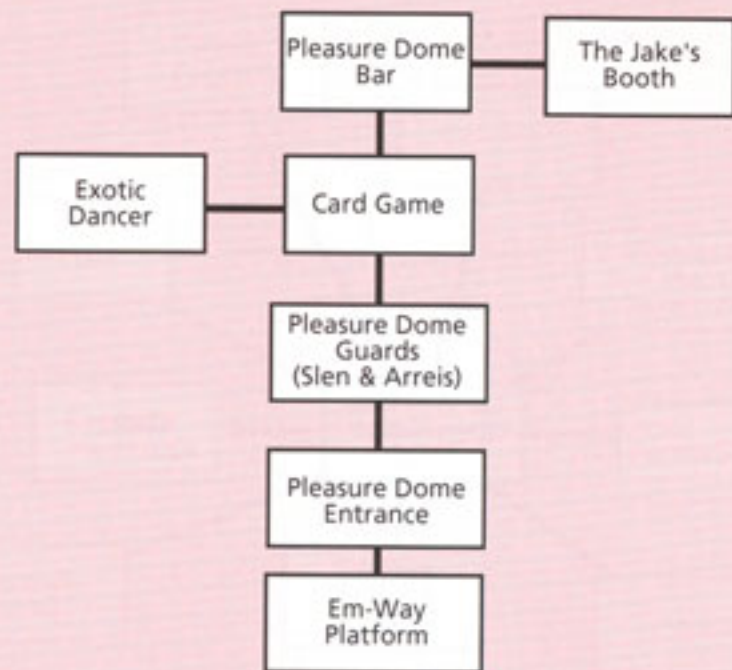 Pleasure Dome
Bar
The Jake's
Booth
Exotic
Dancer
Card Game
Pleasure Dome
Guards
(Slen & Arreis)
Pleasure Dome
Entrance
Em-Way
Platform